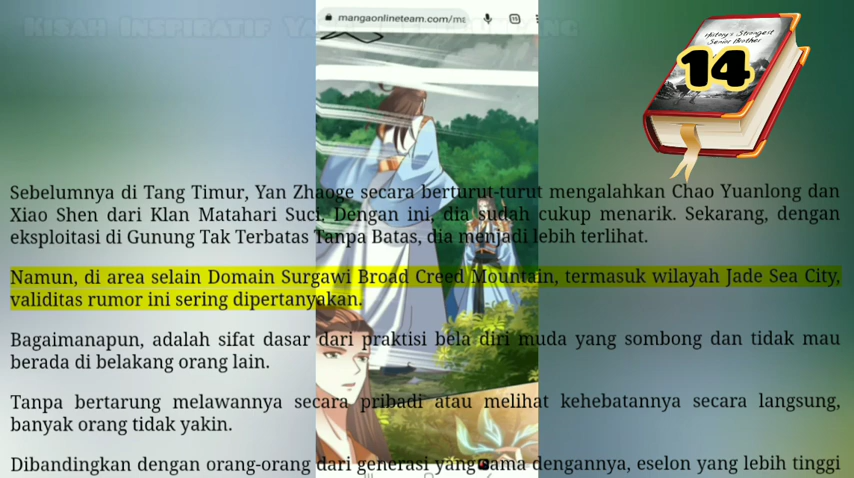 Kisah Inspiratif
mangaonlineteam.com/ma
History's Strongest
Senior Brother
14
Sebelumnya di Tang Timur, Yan Zhaoge secara berturut-turut mengalahkan Chao Yuanlong dan
Xiao Shen dari Klan Matahari Suci. Dengan ini, dia sudah cukup menarik. Sekarang, dengan
eksploitasi di Gunung Tak Terbatas Tanpa Batas, dia menjadi lebih terlihat.
Namun, di area selain Domain Surgawi Broad Creed Mountain, termasuk wilayah Jade Sea City,
validitas rumor ini sering dipertanyakan.
Bagaimanapun, adalah sifat dasar dari praktisi bela diri muda yang sombong dan tidak mau
berada di belakang orang lain.
Tanpa bertarung melawannya secara pribadi atau melihat kehebatannya secara langsung,
banyak orang tidak yakin.
Dibandingkan dengan orang-orang dari generasi yang sama dengannya, eselon yang lebih tinggi